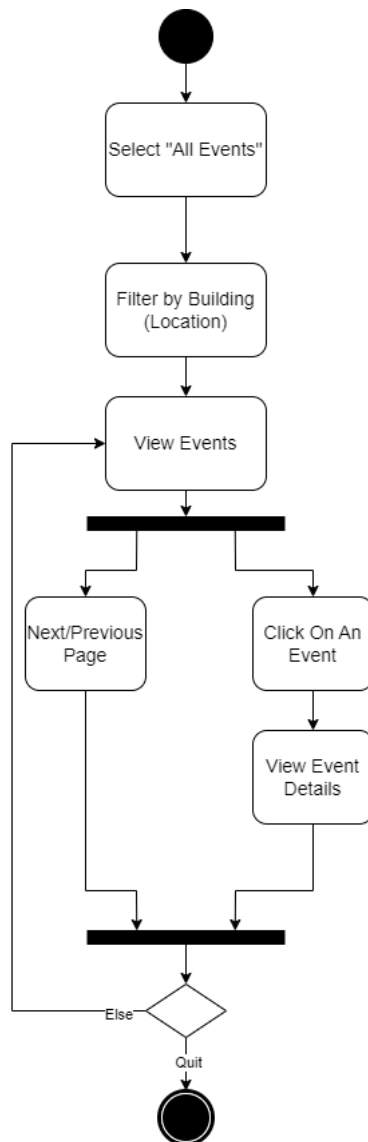 Select "All Events"
Filter by Building
(Location)
View Events
Next/Previous
Page
Click On An
Event
View Event
Details
Else
Quit